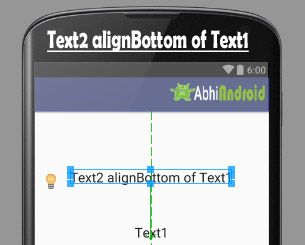 Text2 alignBottom of Text1
6:00
AbhiAndroid
Text2 alignBottom of Text1
Text1